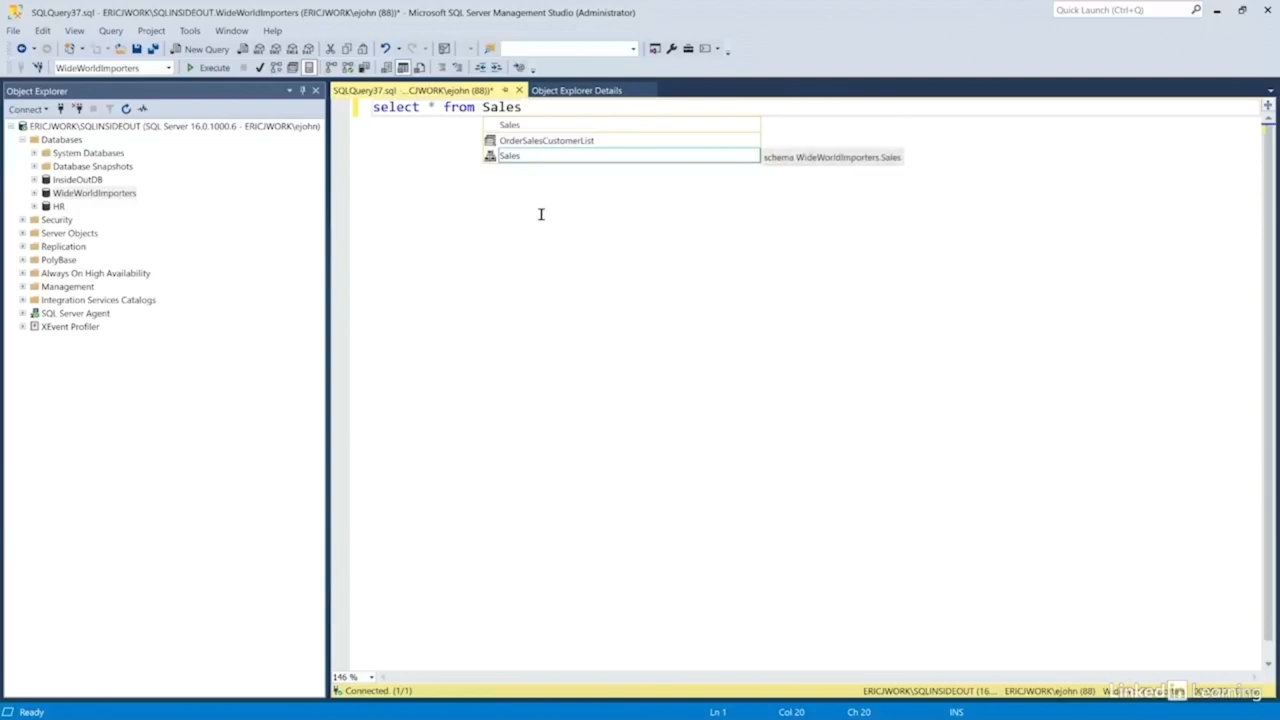 SQLQuery37.sql - ERICJWORK\SQLINSIDEOUT.WideWorldImporters (ERICJWORK\ejohn (88))* - Microsoft SQL Server Management Studio (Administrator)
Quick Launch (Ctrl+Q)
File Edit View Query Project Tools Window Help
New Query
WideWorldImporters Execute
Object Explorer
Connect
ERICJWORK\SQLINSIDEOUT (SQL Server 16.0.1000.6 - ERICJWORK\ejohn)
Databases
System Databases
Database Snapshots
InsideOutDB
WideWorldImporters
HR
Security
Server Objects
Replication
PolyBase
Always On High Availability
Management
Integration Services Catalogs
SQL Server Agent
XEvent Profiler
SQLQuery37.sql -...CJWORK\ejohn (88))* Object Explorer Details
select * from Sales
Sales
OrderSalesCustomerList
Sales
schema WideWorldImporters.Sales
146 %
Connected. (1/1) ERICJWORK\SQLINSIDEOUT (16... ERICJWORK\ejohn (88)
Linkedin Learning
Ready Ln 1 Col 20 Ch 20 INS